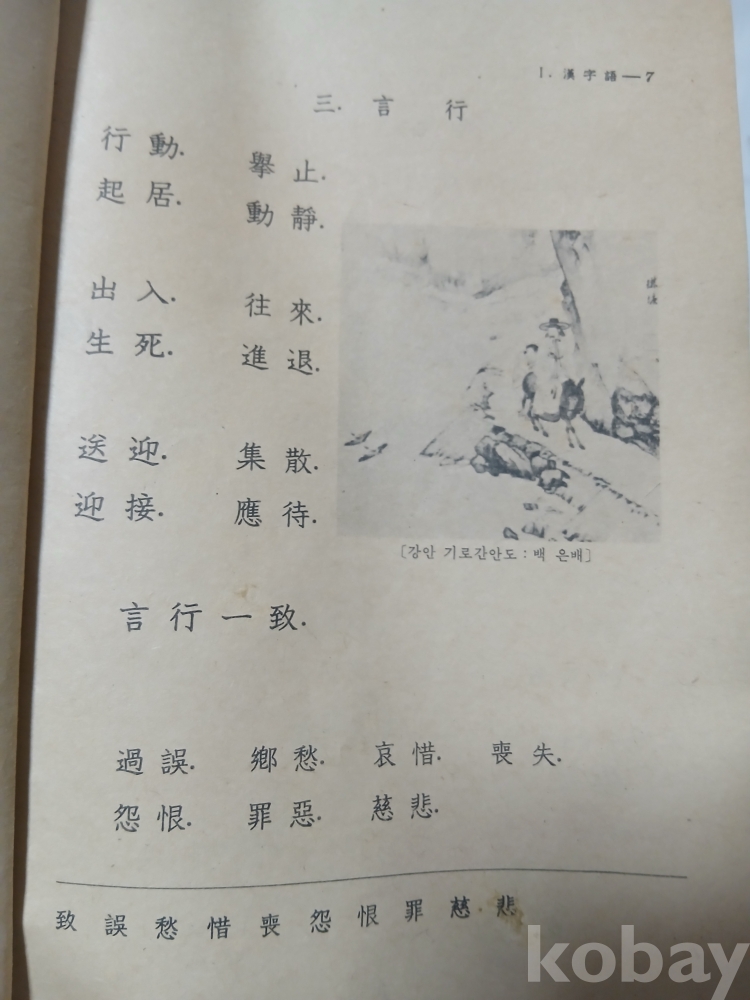 I. 漢字語—7
三. 言 行
行動. 擧止.
起居. 動靜.
出入. 往來.
生死. 進退.
送迎. 集散.
迎接. 應待.
[강안 기로간안도 : 백 은배]
言行一致.
過誤. 鄕愁. 哀惜. 喪失.
怨恨. 罪惡. 慈悲.
致 誤 愁 惜 喪 怨 恨 罪 慈 悲
kobay